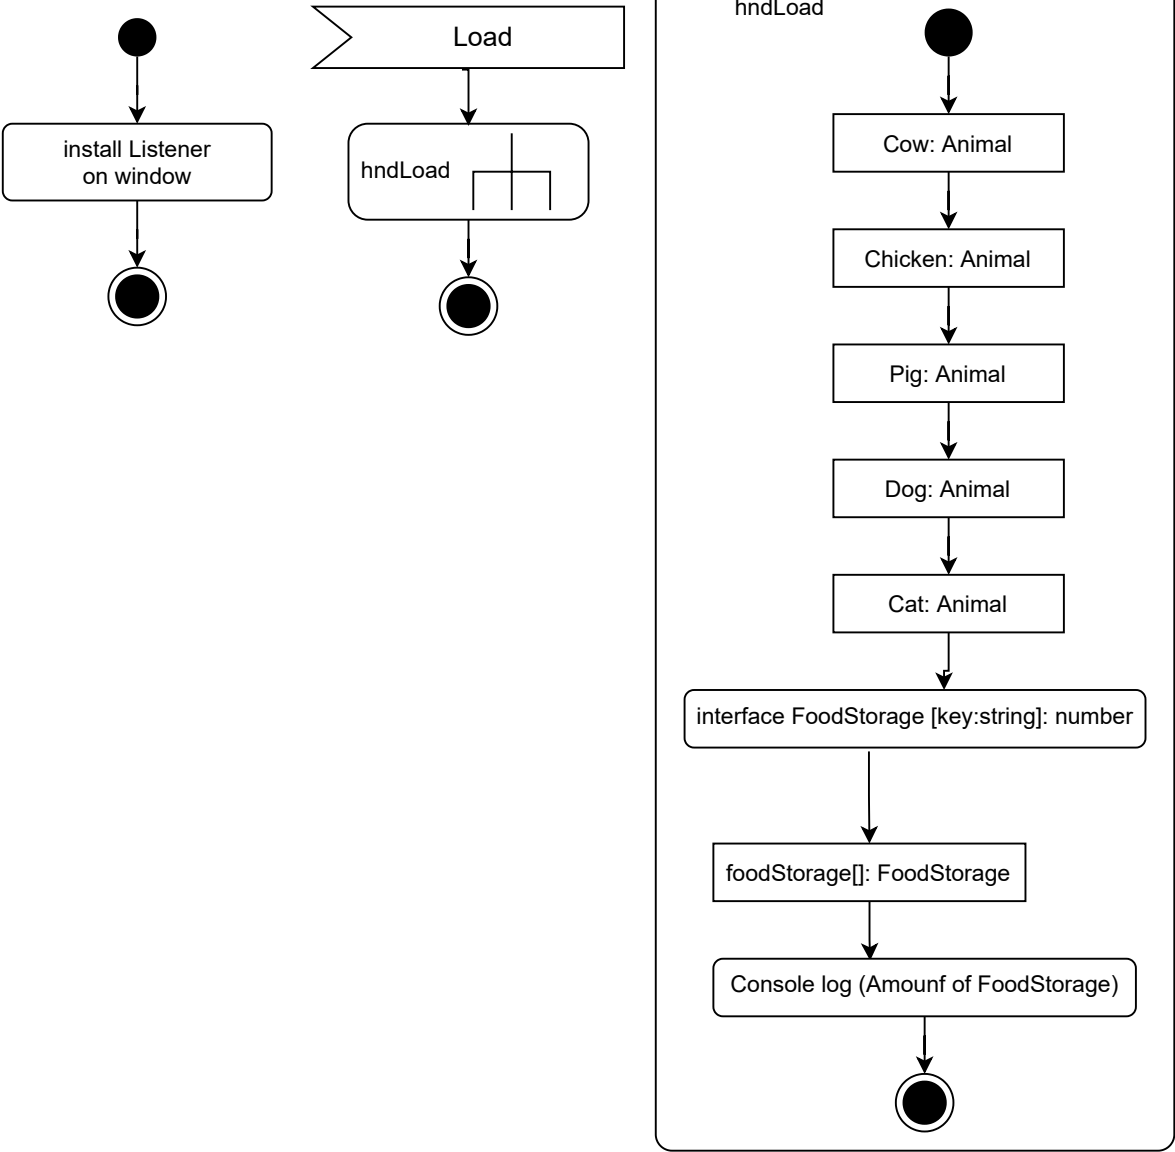 install Listener
on window
Load
hndLoad
hndLoad
Cow: Animal
Chicken: Animal
Pig: Animal
Dog: Animal
Cat: Animal
interface FoodStorage [key:string]: number
foodStorage[]: FoodStorage
Console log (Amounf of FoodStorage)